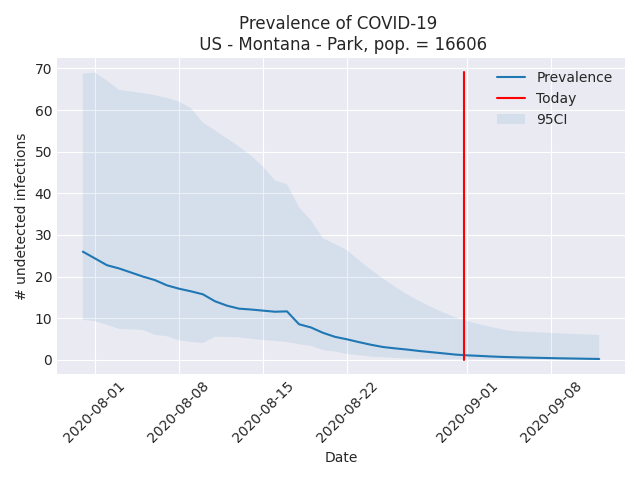 Prevalence of COVID-19
US - Montana - Park, pop. = 16606
# undetected infections
70
60
50
40
30
20
10
0
Prevalence
Today
95CI
2020-08-01
2020-08-08
2020-08-15
2020-08-22
2020-09-01
2020-09-08
Date